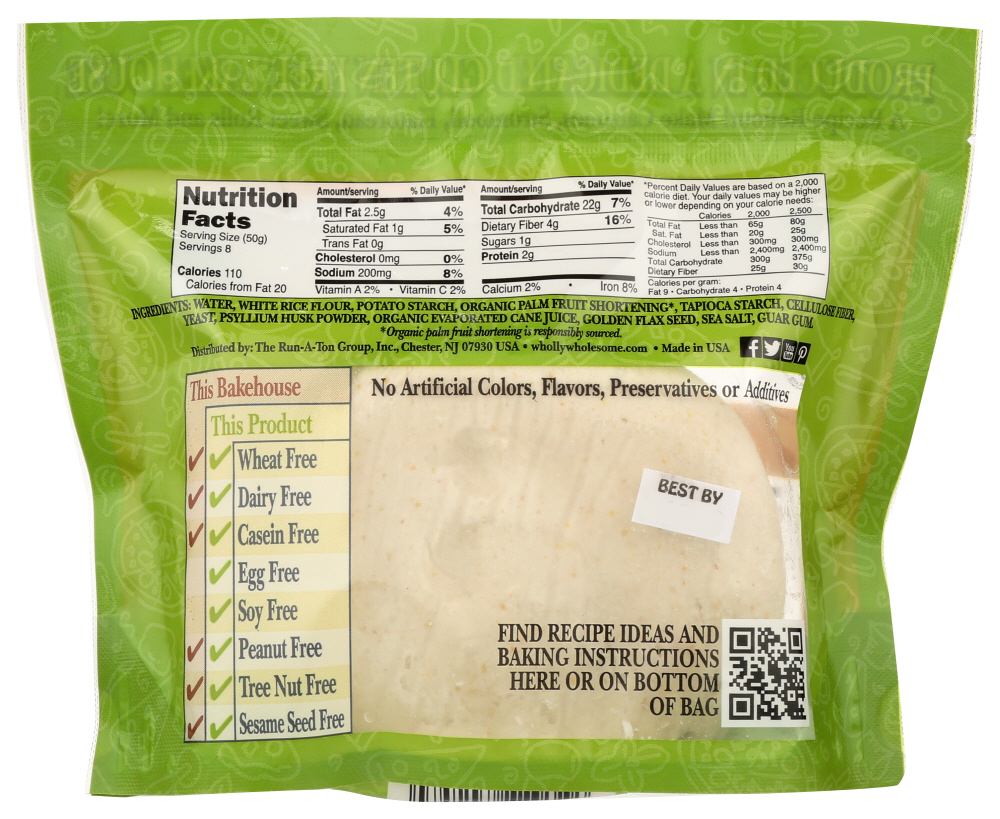 PRODUCED IN A DEDICATED GLUTEN FREE BAKEHOUSE
Nutrition
Facts
Serving Size (50g)
Servings 8
Calories 110
Calories from Fat 20
Amount/serving % Daily Value*
Total Fat 2.5g 4%
Saturated Fat 1g 5%
Trans Fat 0g
Cholesterol 0mg 0%
Sodium 200mg 8%
Vitamin A 2% • Vitamin C 2%
Amount/serving % Daily Value*
Total Carbohydrate 22g 7%
Dietary Fiber 4g 16%
Sugars 1g
Protein 2g
Calcium 2% • Iron 8%
*Percent Daily Values are based on a 2,000
calorie diet. Your daily values may be higher
or lower depending on your calorie needs:
Calories 2,000 2,500
Total Fat Less than 65g 80g
Sat. Fat Less than 20g 25g
Cholesterol Less than 300mg 300mg
Sodium Less than 2,400mg 2,400mg
Total Carbohydrate 300g 375g
Dietary Fiber 25g 30g
Calories per gram:
Fat 9 • Carbohydrate 4 • Protein 4
INGREDIENTS: WATER, WHITE RICE FLOUR, POTATO STARCH, ORGANIC PALM FRUIT SHORTENING*, TAPIOCA STARCH, CELLULOSE FIBER,
YEAST, PSYLLIUM HUSK POWDER, ORGANIC EVAPORATED CANE JUICE, GOLDEN FLAX SEED, SEA SALT, GUAR GUM.
*Organic palm fruit shortening is responsibly sourced.
Distributed by: The Run-A-Ton Group, Inc., Chester, NJ 07930 USA • whollywholesome.com • Made in USA
You Tube
This Bakehouse
This Product
Wheat Free
Dairy Free
Casein Free
Egg Free
Soy Free
Peanut Free
Tree Nut Free
Sesame Seed Free
No Artificial Colors, Flavors, Preservatives or Additives
BEST BY
FIND RECIPE IDEAS AND
BAKING INSTRUCTIONS
HERE OR ON BOTTOM
OF BAG